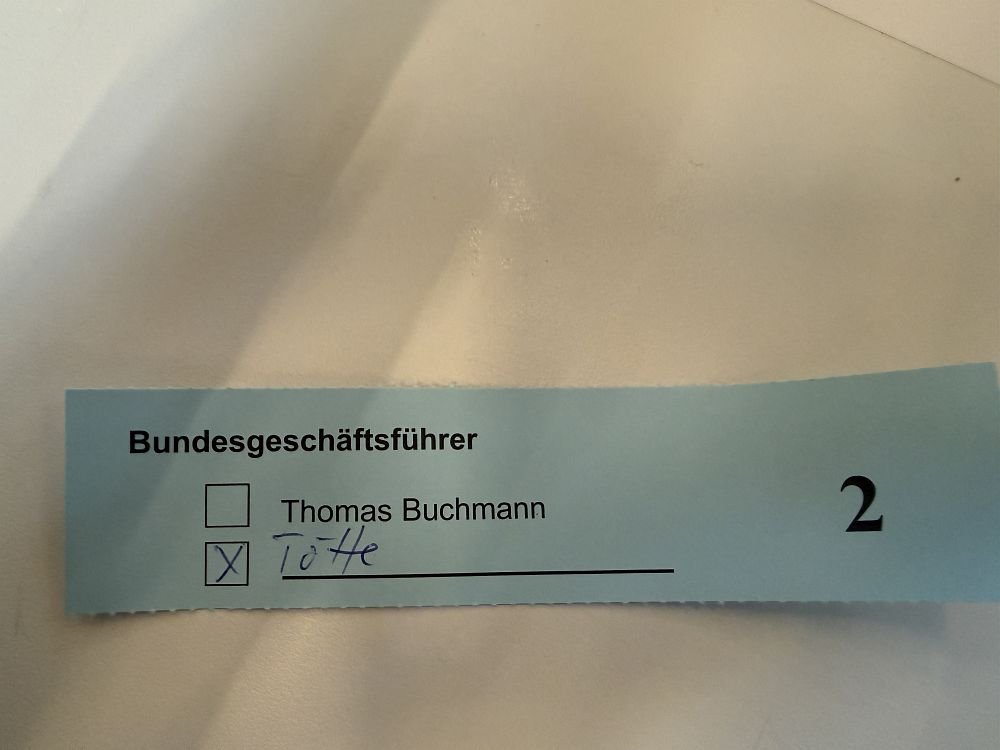 Bundesgeschäftsführer
Thomas Buchmann
X Tötte
2